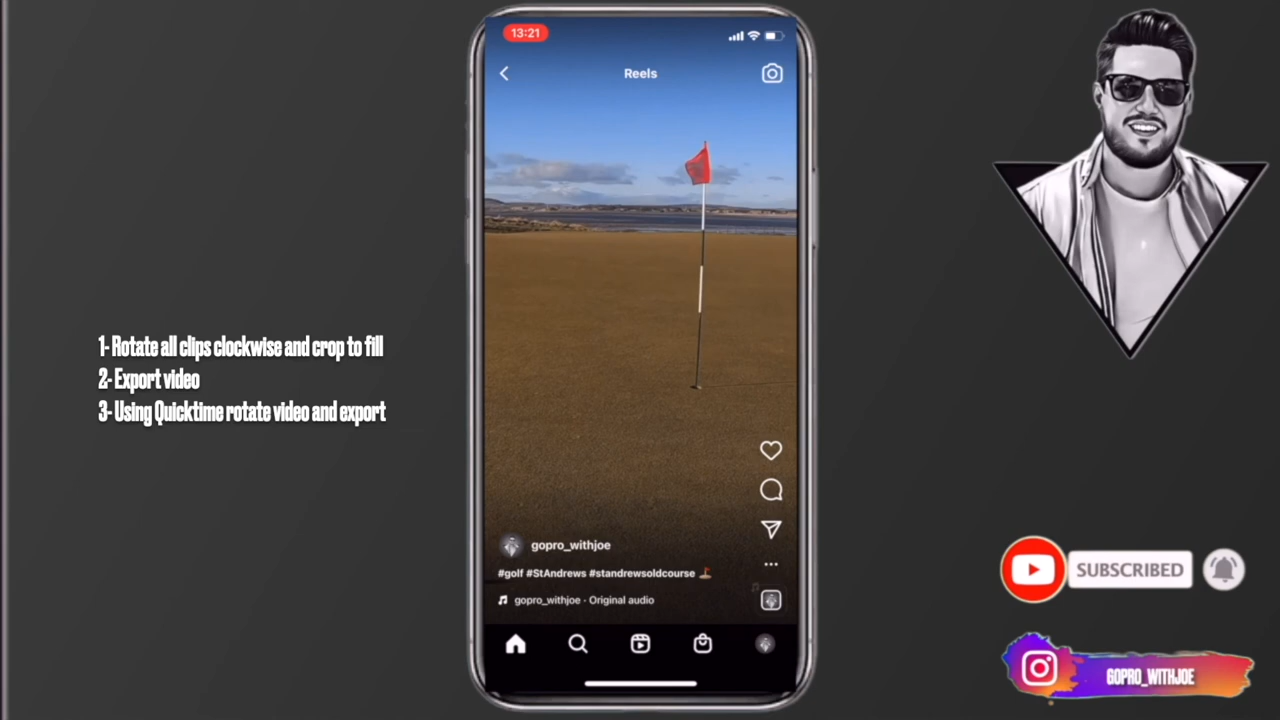 13:21
Reels
1- Rotate all clips clockwise and crop to fill
2- Export video
3- Using Quicktime rotate video and export
gopro_withjoe
#golf #StAndrews #standrewsoldcourse
gopro_withjoe · Original audio
SUBSCRIBED
GOPRO_WITHJOE